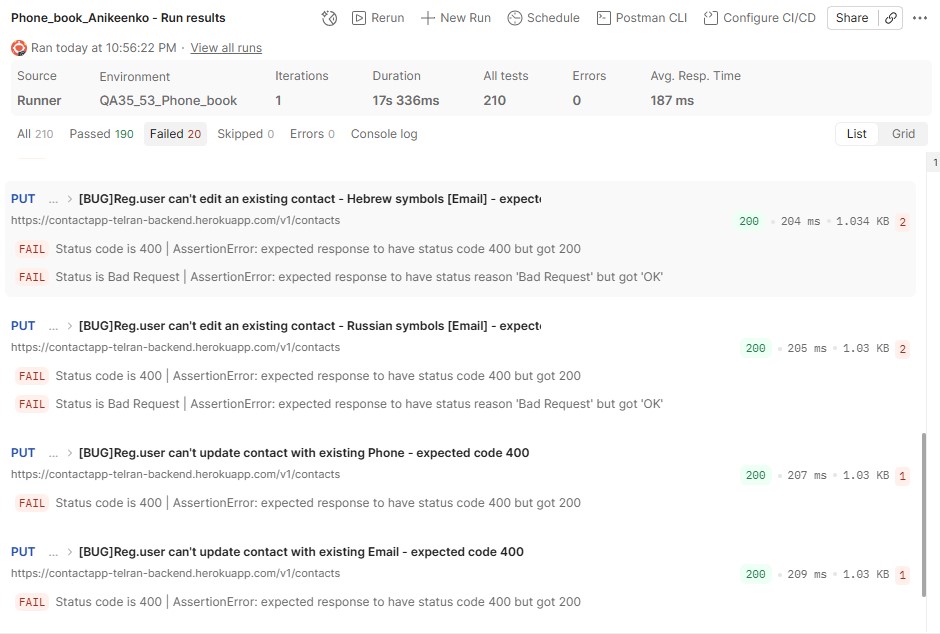 Phone_book_Anikeenko - Run results
Rerun
New Run
Schedule
Postman CLI
Configure CI/CD
Share
Ran today at 10:56:22 PM · View all runs
Source Environment Iterations Duration All tests Errors Avg. Resp. Time
Runner QA35_53_Phone_book 1 17s 336ms 210 0 187 ms
All 210 Passed 190 Failed 20 Skipped 0 Errors 0 Console log List Grid
1
PUT ... > [BUG]Reg.user can't edit an existing contact - Hebrew symbols [Email] - expect
https://contactapp-telran-backend.herokuapp.com/v1/contacts
200 • 204 ms • 1.034 KB 2
FAIL Status code is 400 | AssertionError: expected response to have status code 400 but got 200
FAIL Status is Bad Request | AssertionError: expected response to have status reason 'Bad Request' but got 'OK'
PUT ... > [BUG]Reg.user can't edit an existing contact - Russian symbols [Email] - expect
https://contactapp-telran-backend.herokuapp.com/v1/contacts
200 • 205 ms • 1.03 KB 2
FAIL Status code is 400 | AssertionError: expected response to have status code 400 but got 200
FAIL Status is Bad Request | AssertionError: expected response to have status reason 'Bad Request' but got 'OK'
PUT ... > [BUG]Reg.user can't update contact with existing Phone - expected code 400
https://contactapp-telran-backend.herokuapp.com/v1/contacts
200 • 207 ms • 1.03 KB 1
FAIL Status code is 400 | AssertionError: expected response to have status code 400 but got 200
PUT ... > [BUG]Reg.user can't update contact with existing Email - expected code 400
https://contactapp-telran-backend.herokuapp.com/v1/contacts
200 • 209 ms • 1.03 KB 1
FAIL Status code is 400 | AssertionError: expected response to have status code 400 but got 200